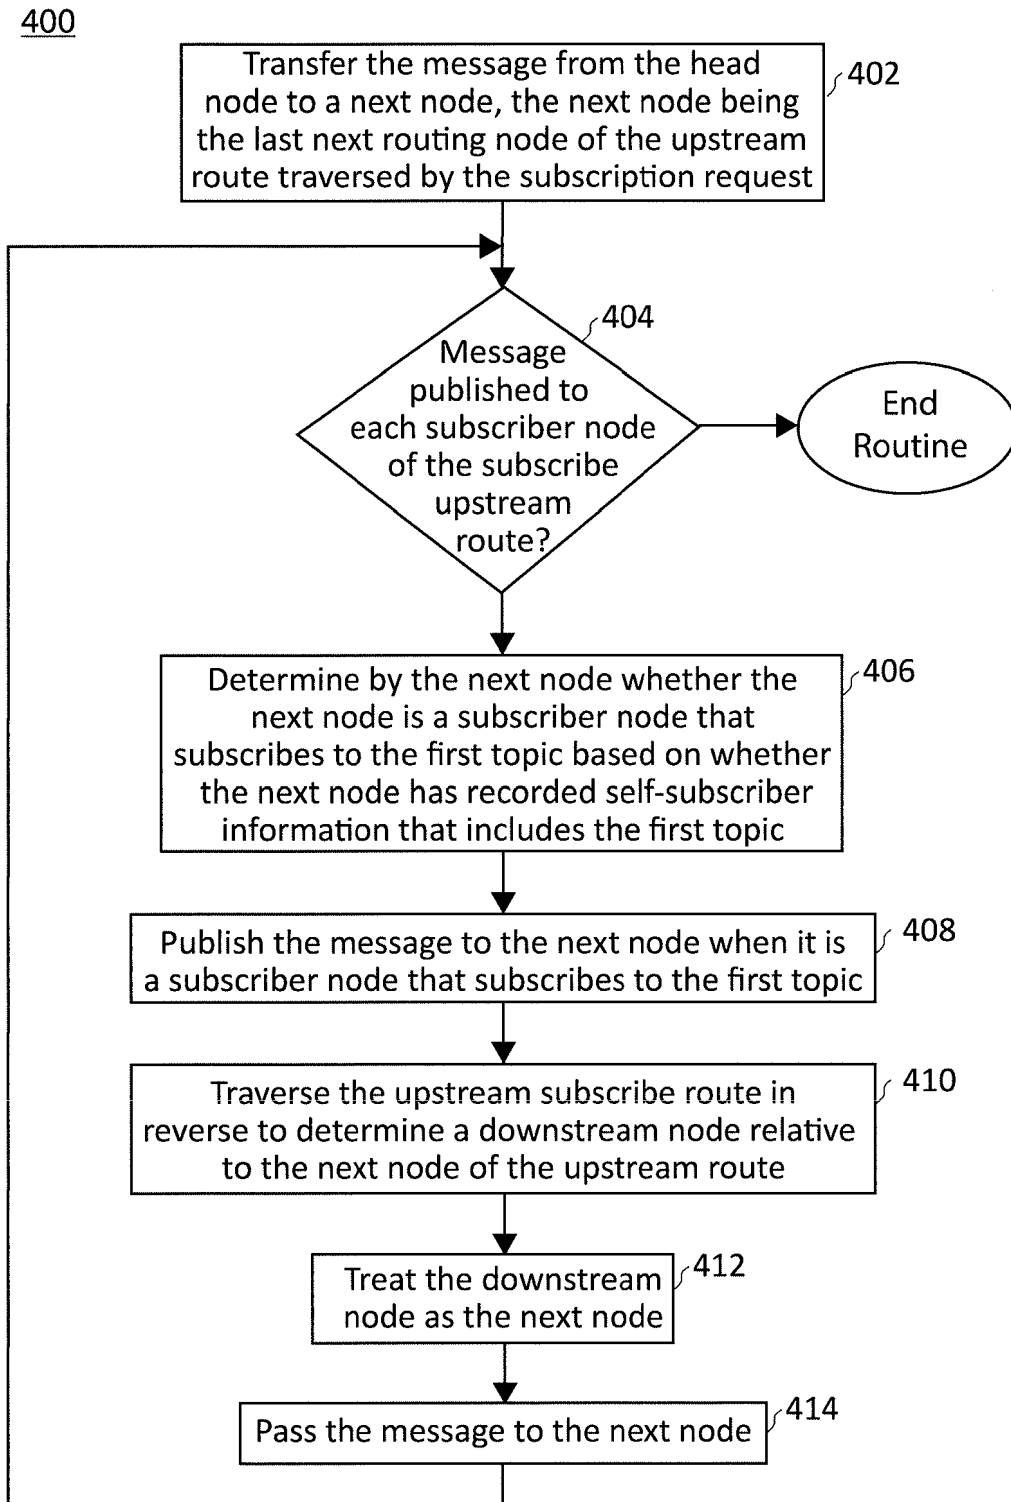 400
Transfer the message from the head
node to a next node, the next node being
the last next routing node of the upstream
route traversed by the subscription request
402
404
Message
published to
each subscriber node
of the subscribe
upstream
route?
End
Routine
406
Determine by the next node whether the
next node is a subscriber node that
subscribes to the first topic based on whether
the next node has recorded self-subscriber
information that includes the first topic
408
Publish the message to the next node when it is
a subscriber node that subscribes to the first topic
410
Traverse the upstream subscribe route in
reverse to determine a downstream node relative
to the next node of the upstream route
412
Treat the downstream
node as the next node
414
Pass the message to the next node